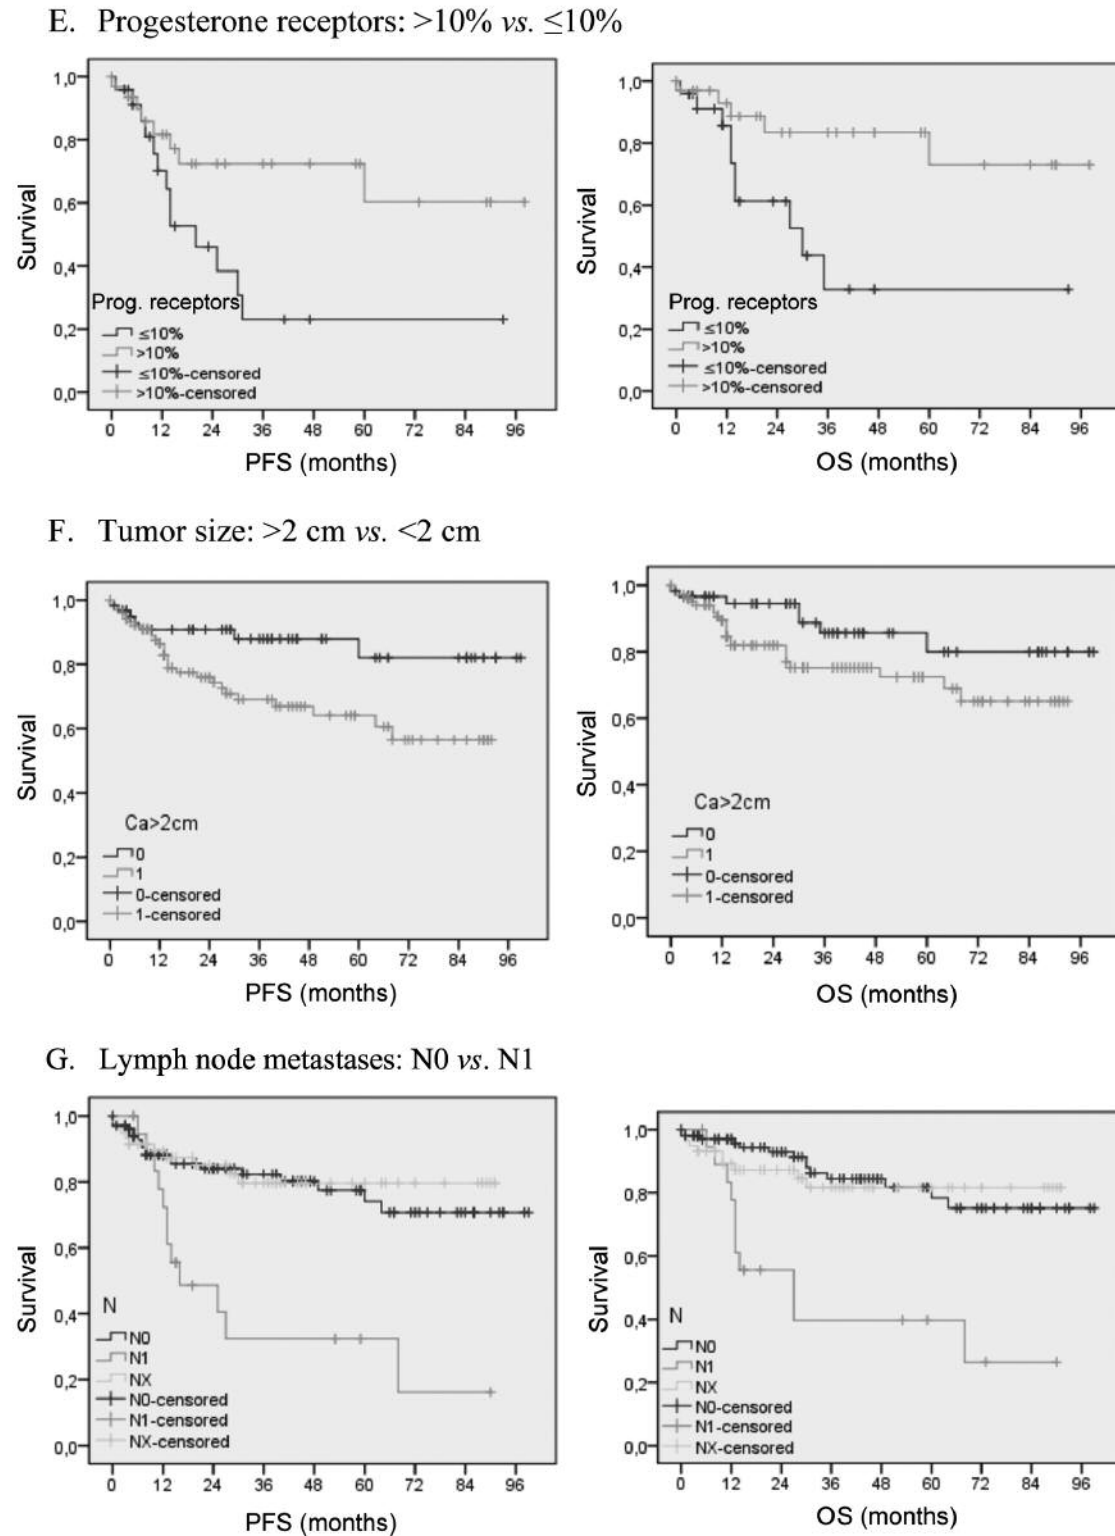 E. Progesterone receptors: >10% vs. ≤10%
1,0
0,8
0,6
0,4
0,2
0,0
Survival
Prog. receptors
≤10%
>10%
≤10%-censored
>10%-censored
0 12 24 36 48 60 72 84 96
PFS (months)
1,0
0,8
0,6
0,4
0,2
0,0
Survival
Prog. receptors
≤10%
>10%
≤10%-censored
>10%-censored
0 12 24 36 48 60 72 84 96
OS (months)
F. Tumor size: >2 cm vs. <2 cm
1,0
0,8
0,6
0,4
0,2
0,0
Survival
Ca>2cm
0
1
0-censored
1-censored
0 12 24 36 48 60 72 84 96
PFS (months)
1,0
0,8
0,6
0,4
0,2
0,0
Survival
Ca>2cm
0
1
0-censored
1-censored
0 12 24 36 48 60 72 84 96
OS (months)
G. Lymph node metastases: N0 vs. N1
1,0
0,8
0,6
0,4
0,2
0,0
Survival
N
N0
N1
NX
N0-censored
N1-censored
NX-censored
0 12 24 36 48 60 72 84 96
PFS (months)
1,0
0,8
0,6
0,4
0,2
0,0
Survival
N
N0
N1
NX
N0-censored
N1-censored
NX-censored
0 12 24 36 48 60 72 84 96
OS (months)